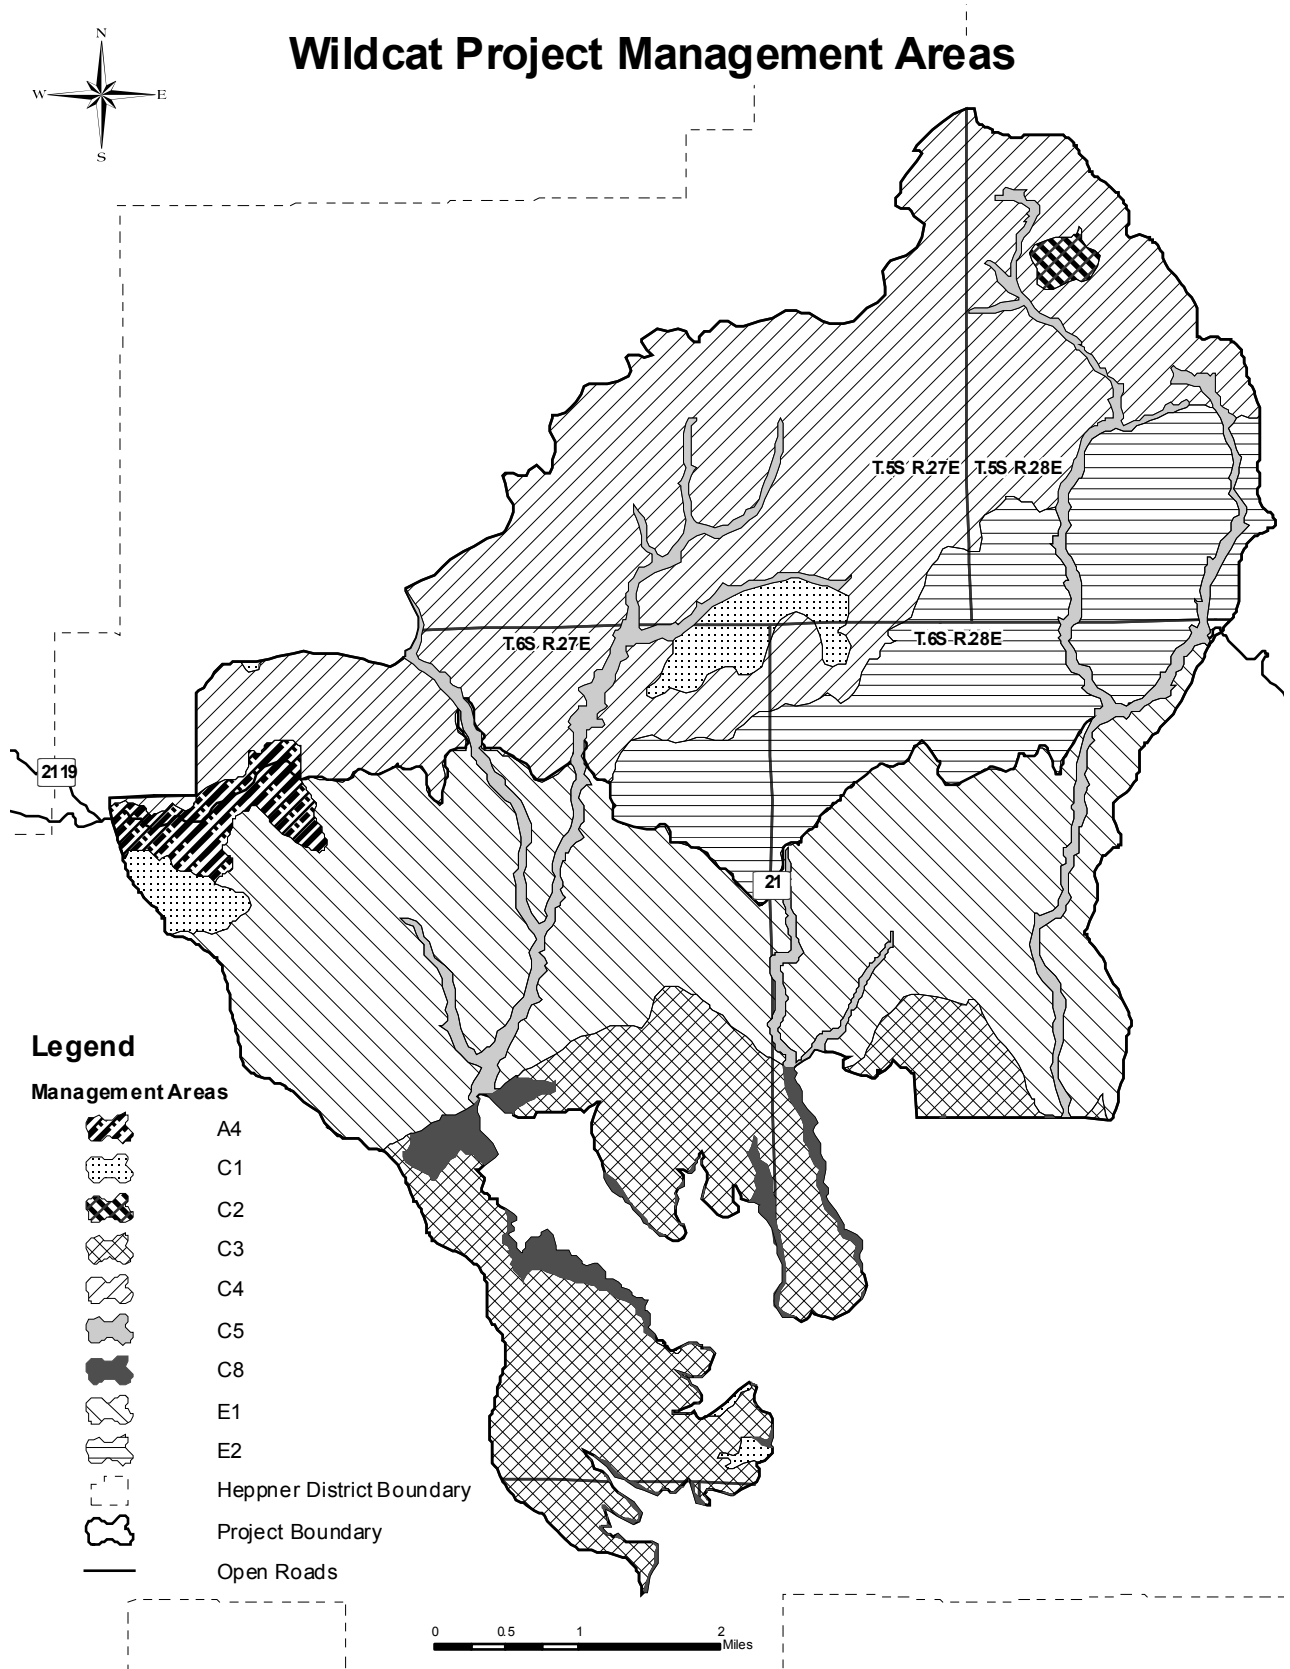 Wildcat Project Management Areas
N
W E
S
T.5S R.27E T.5S R.28E
T.6S R.27E
T.6S R.28E
2119
21
Legend
Management Areas
A4
C1
C2
C3
C4
C5
C8
E1
E2
Heppner District Boundary
Project Boundary
Open Roads
0 0.5 1 2
Miles